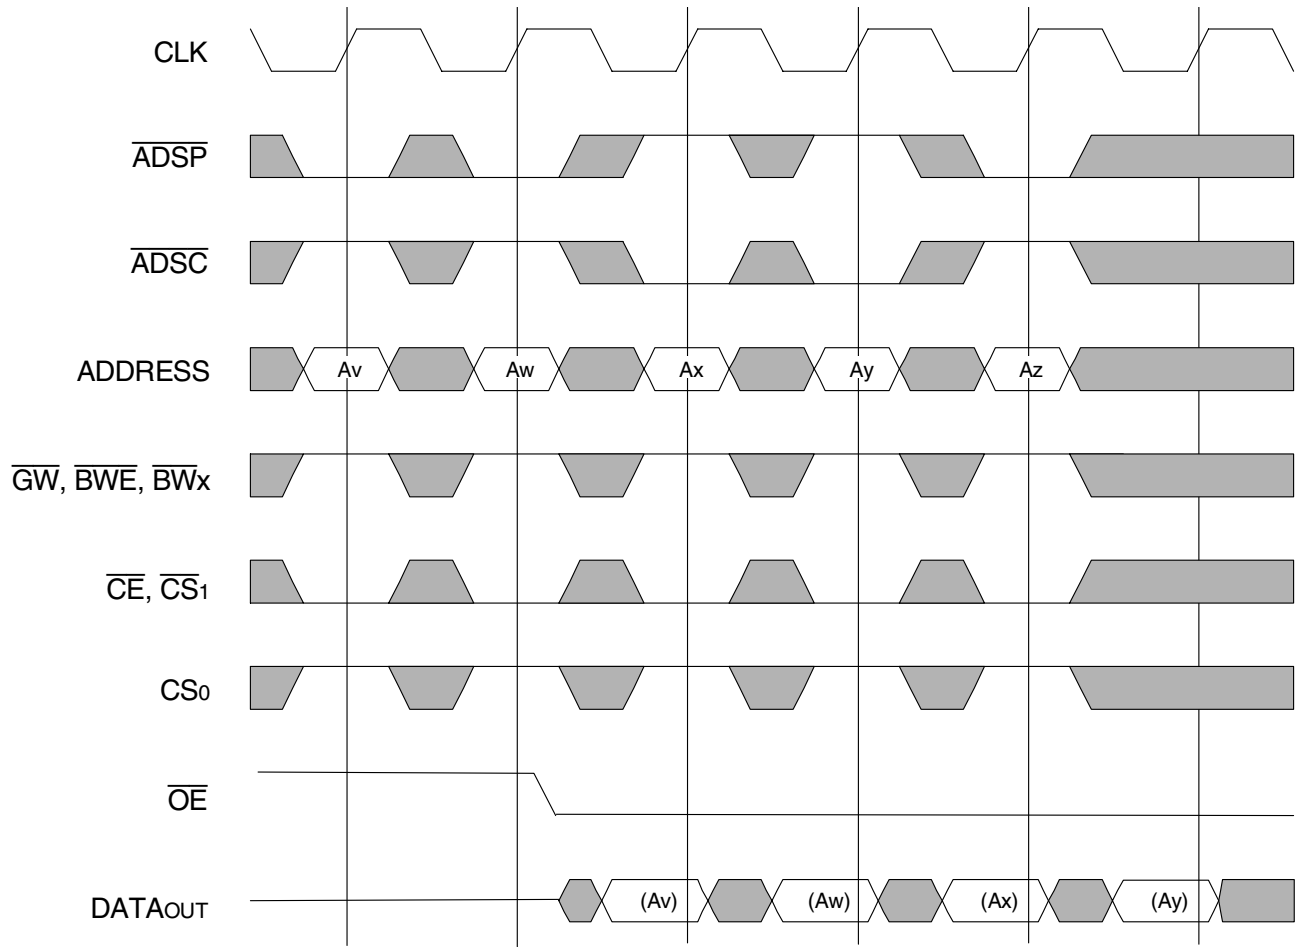 CLK
ADSP
ADSC
ADDRESS Av Aw Ax Ay Az
GW, BWE, BWx
CE, CS1
CS0
OE
DATAOUT (Av) (Aw) (Ax) (Ay)